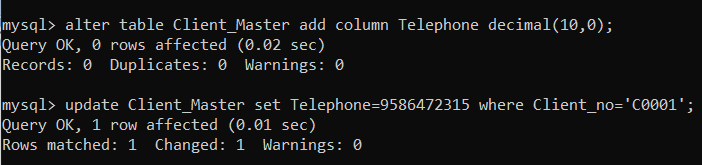 mysql> alter table Client_Master add column Telephone decimal(10,0);
Query OK, 0 rows affected (0.02 sec)
Records: 0  Duplicates: 0  Warnings: 0
mysql> update Client_Master set Telephone=9586472315 where Client_no='C0001';
Query OK, 1 row affected (0.01 sec)
Rows matched: 1  Changed: 1  Warnings: 0